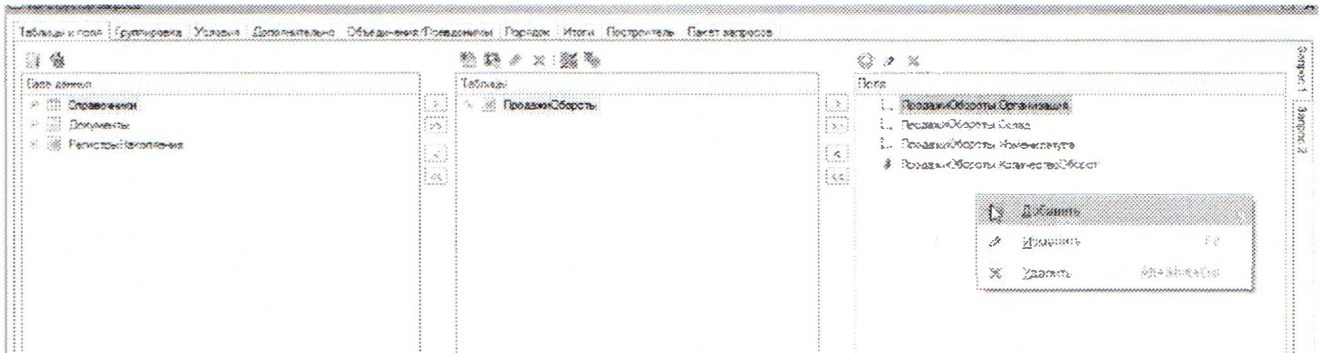 Таблицы и поля Группировка Условия Дополнительно Объединения/Псевдонимы Порядок Итоги Построитель Пакет запросов
База данных
Справочники
Документы
РегистрыНакопления
Таблицы
ПродажиОбороты
Поля
ПродажиОбороты.Организация
ПродажиОбороты.Склад
ПродажиОбороты.Номенклатура
ПродажиОбороты.КоличествоОборот
Добавить
Изменить F2
Удалить
Запрос 1
Запрос 2